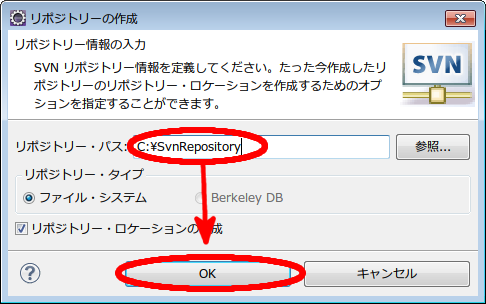 リポジトリーの作成
リポジトリー情報の入力
SVN リポジトリー情報を定義してください。たった今作成したリ
ポジトリーのリポジトリー・ロケーションを作成するためのオプ
ションを指定することができます。
SVN
リポジトリー・パス: C:¥SvnRepository 参照...
リポジトリー・タイプ
ファイル・システム Berkeley DB
リポジトリー・ロケーションの作成
? OK キャンセル